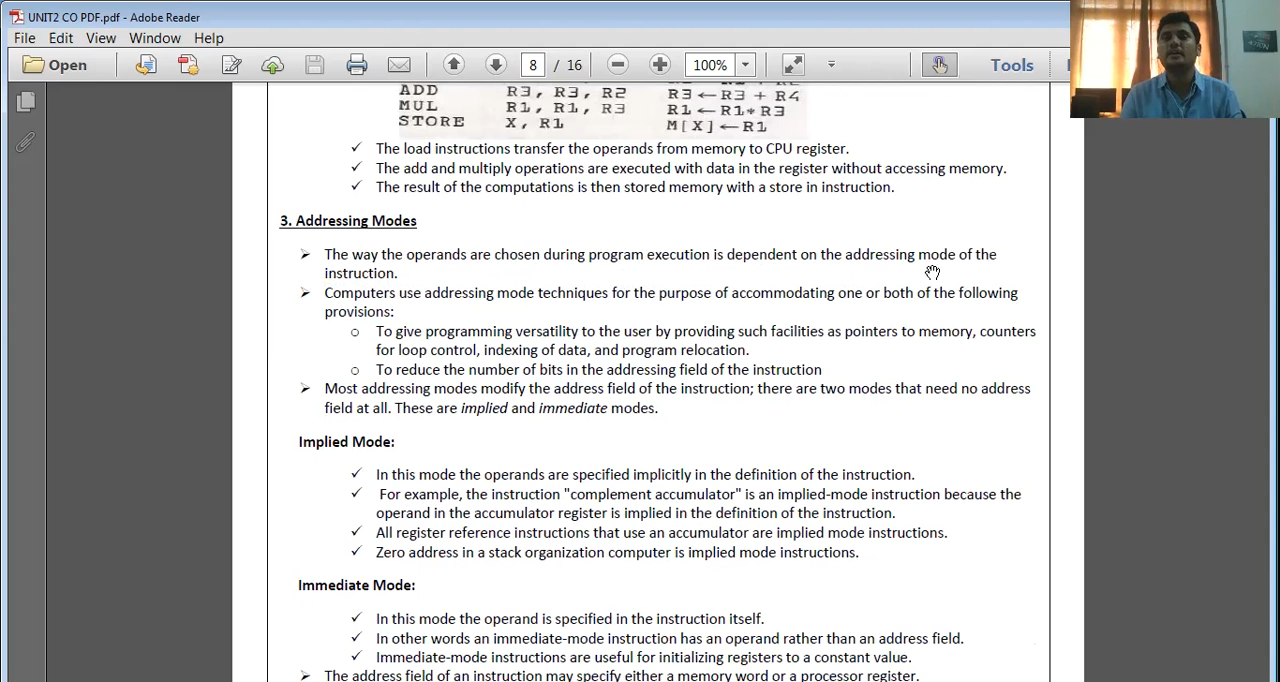 UNIT2 CO PDF.pdf - Adobe Reader
File Edit View Window Help
Open 8 / 16 100% Tools
ADD R3, R3, R2 R3 ← R3 + R4
MUL R1, R1, R3 R1 ← R1 * R3
STORE X, R1 M[X] ← R1
✓ The load instructions transfer the operands from memory to CPU register.
✓ The add and multiply operations are executed with data in the register without accessing memory.
✓ The result of the computations is then stored memory with a store in instruction.
3. Addressing Modes
➢ The way the operands are chosen during program execution is dependent on the addressing mode of the
instruction.
➢ Computers use addressing mode techniques for the purpose of accommodating one or both of the following
provisions:
o To give programming versatility to the user by providing such facilities as pointers to memory, counters
for loop control, indexing of data, and program relocation.
o To reduce the number of bits in the addressing field of the instruction
➢ Most addressing modes modify the address field of the instruction; there are two modes that need no address
field at all. These are implied and immediate modes.
Implied Mode:
✓ In this mode the operands are specified implicitly in the definition of the instruction.
✓ For example, the instruction "complement accumulator" is an implied-mode instruction because the
operand in the accumulator register is implied in the definition of the instruction.
✓ All register reference instructions that use an accumulator are implied mode instructions.
✓ Zero address in a stack organization computer is implied mode instructions.
Immediate Mode:
✓ In this mode the operand is specified in the instruction itself.
✓ In other words an immediate-mode instruction has an operand rather than an address field.
✓ Immediate-mode instructions are useful for initializing registers to a constant value.
➢ The address field of an instruction may specify either a memory word or a processor register.